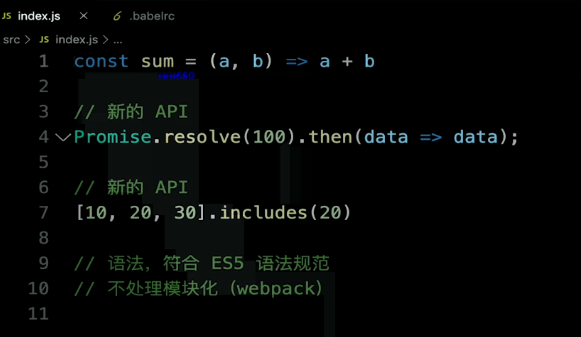 JS index.js × .babelrc
src > JS index.js > ...
1 const sum = (a, b) => a + b
2
3 // 新的 API
4 Promise.resolve(100).then(data => data);
5
6 // 新的 API
7 [10, 20, 30].includes(20)
8
9 // 语法，符合 ES5 语法规范
10 // 不处理模块化（webpack）
11